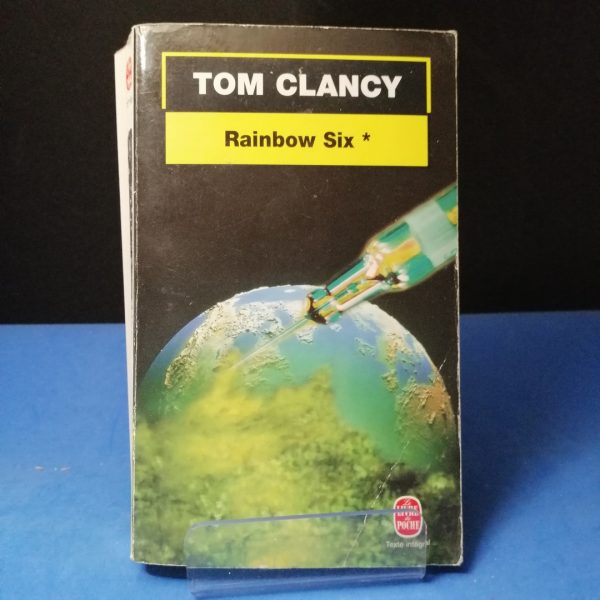 TOM CLANCY
Rainbow Six *
Le
LIVRE
de
POCHE
Texte intégral